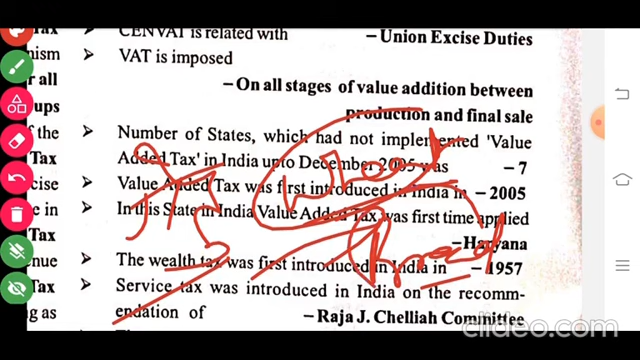 Tax ➤ CENVAT is related with
– Union Excise Duties
nism ➤ VAT is imposed
r all – On all stages of value addition between
ups production and final sale
of the ➤ Number of States, which had not implemented 'Value
Tax Added Tax' in India upto December 2005 was – 7
cise ➤ Value Added Tax was first introduced in India in – 2005
e in ➤ In this State in India Value Added Tax was first time applied
Tax – Haryana
nue ➤ The wealth tax was first introduced in India in – 1957
Tax ➤ Service tax was introduced in India on the recomm-
g as endation of – Raja J. Chelliah Committee
Wheat
Bread
clideo.com